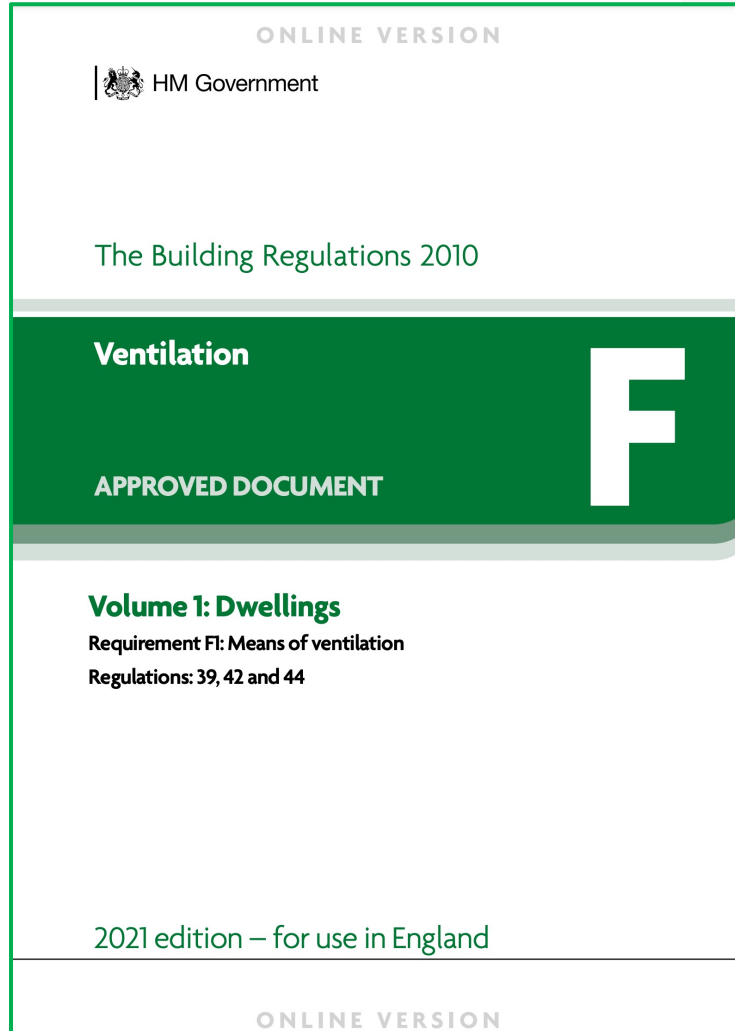 ONLINE VERSION
HM Government
The Building Regulations 2010
Ventilation
F
APPROVED DOCUMENT
Volume 1: Dwellings
Requirement F1: Means of ventilation
Regulations: 39, 42 and 44
2021 edition – for use in England
ONLINE VERSION